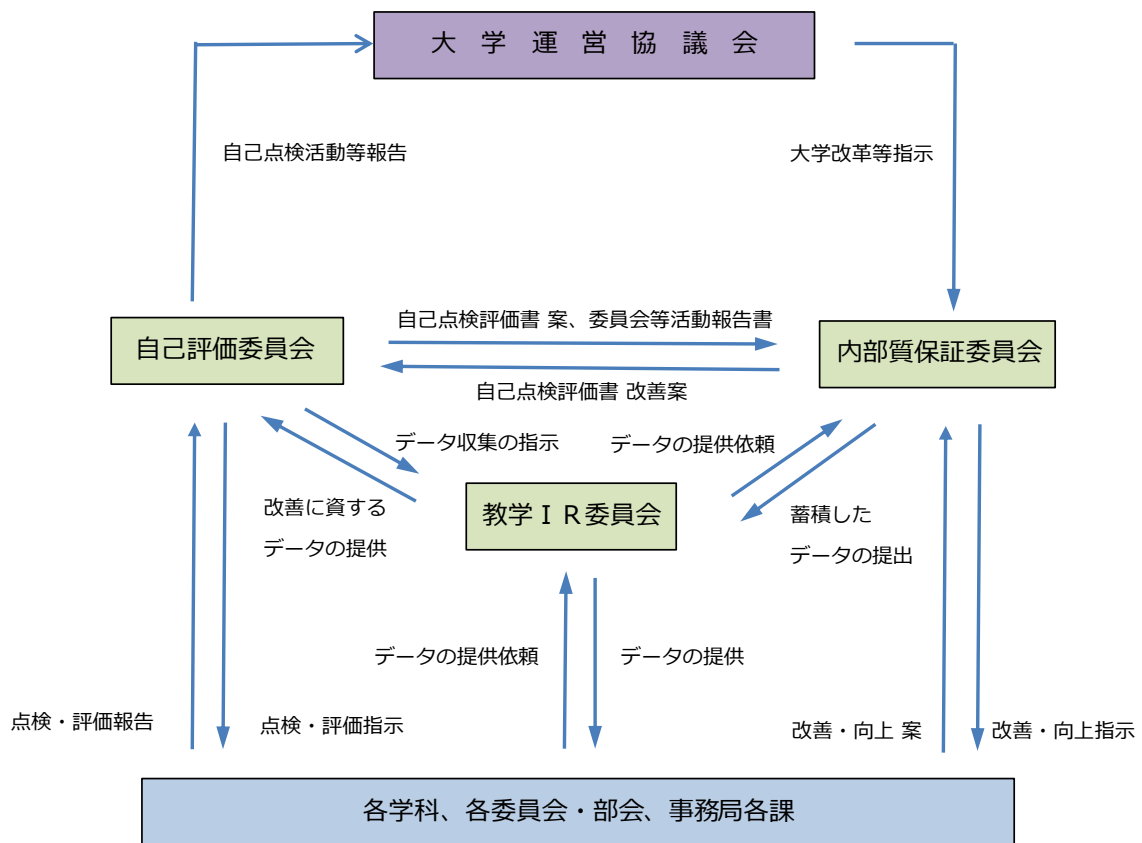 大学運営協議会
自己点検活動等報告
大学改革等指示
自己点検評価書 案、委員会等活動報告書
自己評価委員会
内部質保証委員会
自己点検評価書 改善案
データ収集の指示
データの提供依頼
改善に資する
データの提供
教学ＩＲ委員会
蓄積した
データの提出
データの提供依頼
データの提供
点検・評価報告
点検・評価指示
改善・向上 案
改善・向上指示
各学科、各委員会・部会、事務局各課